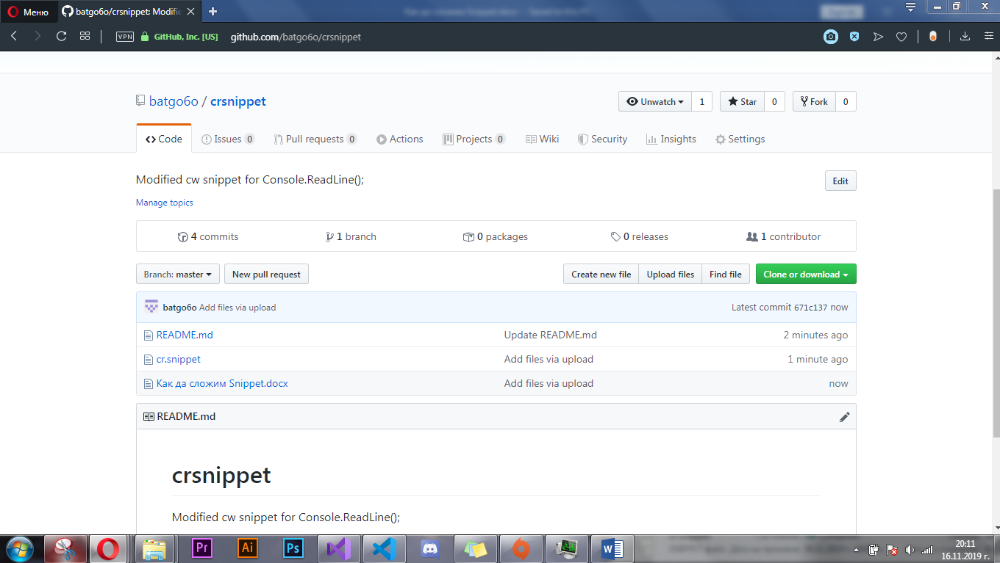 Меню batgo6o/crsnippet: Modifie
VPN GitHub, Inc. [US] github.com/batgo6o/crsnippet
batgo6o / crsnippet Unwatch 1 Star 0 Fork 0
Code Issues 0 Pull requests 0 Actions Projects 0 Wiki Security Insights Settings
Modified cw snippet for Console.ReadLine(); Edit
Manage topics
4 commits 1 branch 0 packages 0 releases 1 contributor
Branch: master New pull request Create new file Upload files Find file Clone or download
batgo6o Add files via upload Latest commit 671c137 now
README.md Update README.md 2 minutes ago
cr.snippet Add files via upload 1 minute ago
Как да сложим Snippet.docx Add files via upload now
README.md
crsnippet
Modified cw snippet for Console.ReadLine();
Pr Ai Ps W 20:11
16.11.2019 г.